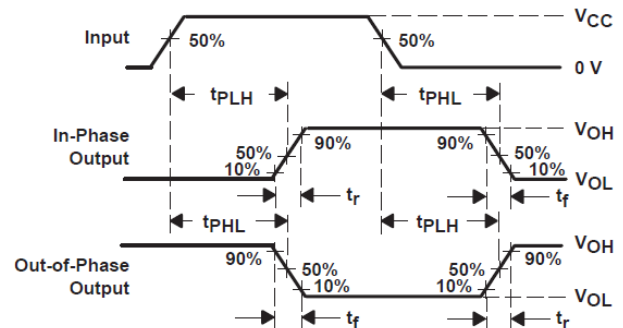 Input
50%
50%
VCC
0 V
tPLH
tPHL
In-Phase
Output
50%
10%
90%
90%
50%
10%
VOH
VOL
tr
tf
tPHL
tPLH
Out-of-Phase
Output
90%
50%
10%
50%
10%
90%
VOH
VOL
tf
tr